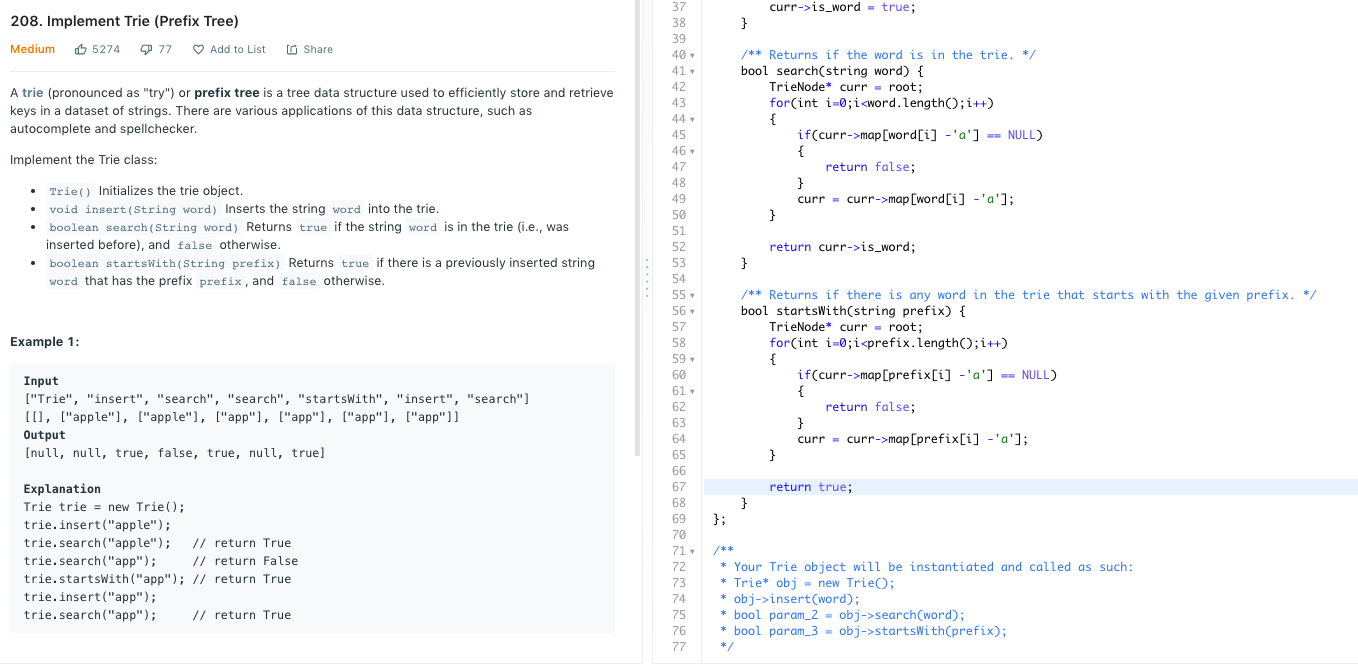 208. Implement Trie (Prefix Tree)
Medium 5274 77 Add to List Share
A trie (pronounced as "try") or prefix tree is a tree data structure used to efficiently store and retrieve
keys in a dataset of strings. There are various applications of this data structure, such as
autocomplete and spellchecker.
Implement the Trie class:
• Trie() Initializes the trie object.
• void insert(String word) Inserts the string word into the trie.
• boolean search(String word) Returns true if the string word is in the trie (i.e., was
inserted before), and false otherwise.
• boolean startsWith(String prefix) Returns true if there is a previously inserted string
word that has the prefix prefix, and false otherwise.
Example 1:
Input
["Trie", "insert", "search", "search", "startsWith", "insert", "search"]
[[], ["apple"], ["apple"], ["app"], ["app"], ["app"], ["app"]]
Output
[null, null, true, false, true, null, true]
Explanation
Trie trie = new Trie();
trie.insert("apple");
trie.search("apple");   // return True
trie.search("app");     // return False
trie.startsWith("app"); // return True
trie.insert("app");
trie.search("app");     // return True
37         curr->is_word = true;
38     }
39
40     /** Returns if the word is in the trie. */
41     bool search(string word) {
42         TrieNode* curr = root;
43         for(int i=0;i<word.length();i++)
44         {
45             if(curr->map[word[i] -'a'] == NULL)
46             {
47                 return false;
48             }
49             curr = curr->map[word[i] -'a'];
50         }
51
52         return curr->is_word;
53     }
54
55     /** Returns if there is any word in the trie that starts with the given prefix. */
56     bool startsWith(string prefix) {
57         TrieNode* curr = root;
58         for(int i=0;i<prefix.length();i++)
59         {
60             if(curr->map[prefix[i] -'a'] == NULL)
61             {
62                 return false;
63             }
64             curr = curr->map[prefix[i] -'a'];
65         }
66
67         return true;
68     }
69 };
70
71 /**
72  * Your Trie object will be instantiated and called as such:
73  * Trie* obj = new Trie();
74  * obj->insert(word);
75  * bool param_2 = obj->search(word);
76  * bool param_3 = obj->startsWith(prefix);
77  */